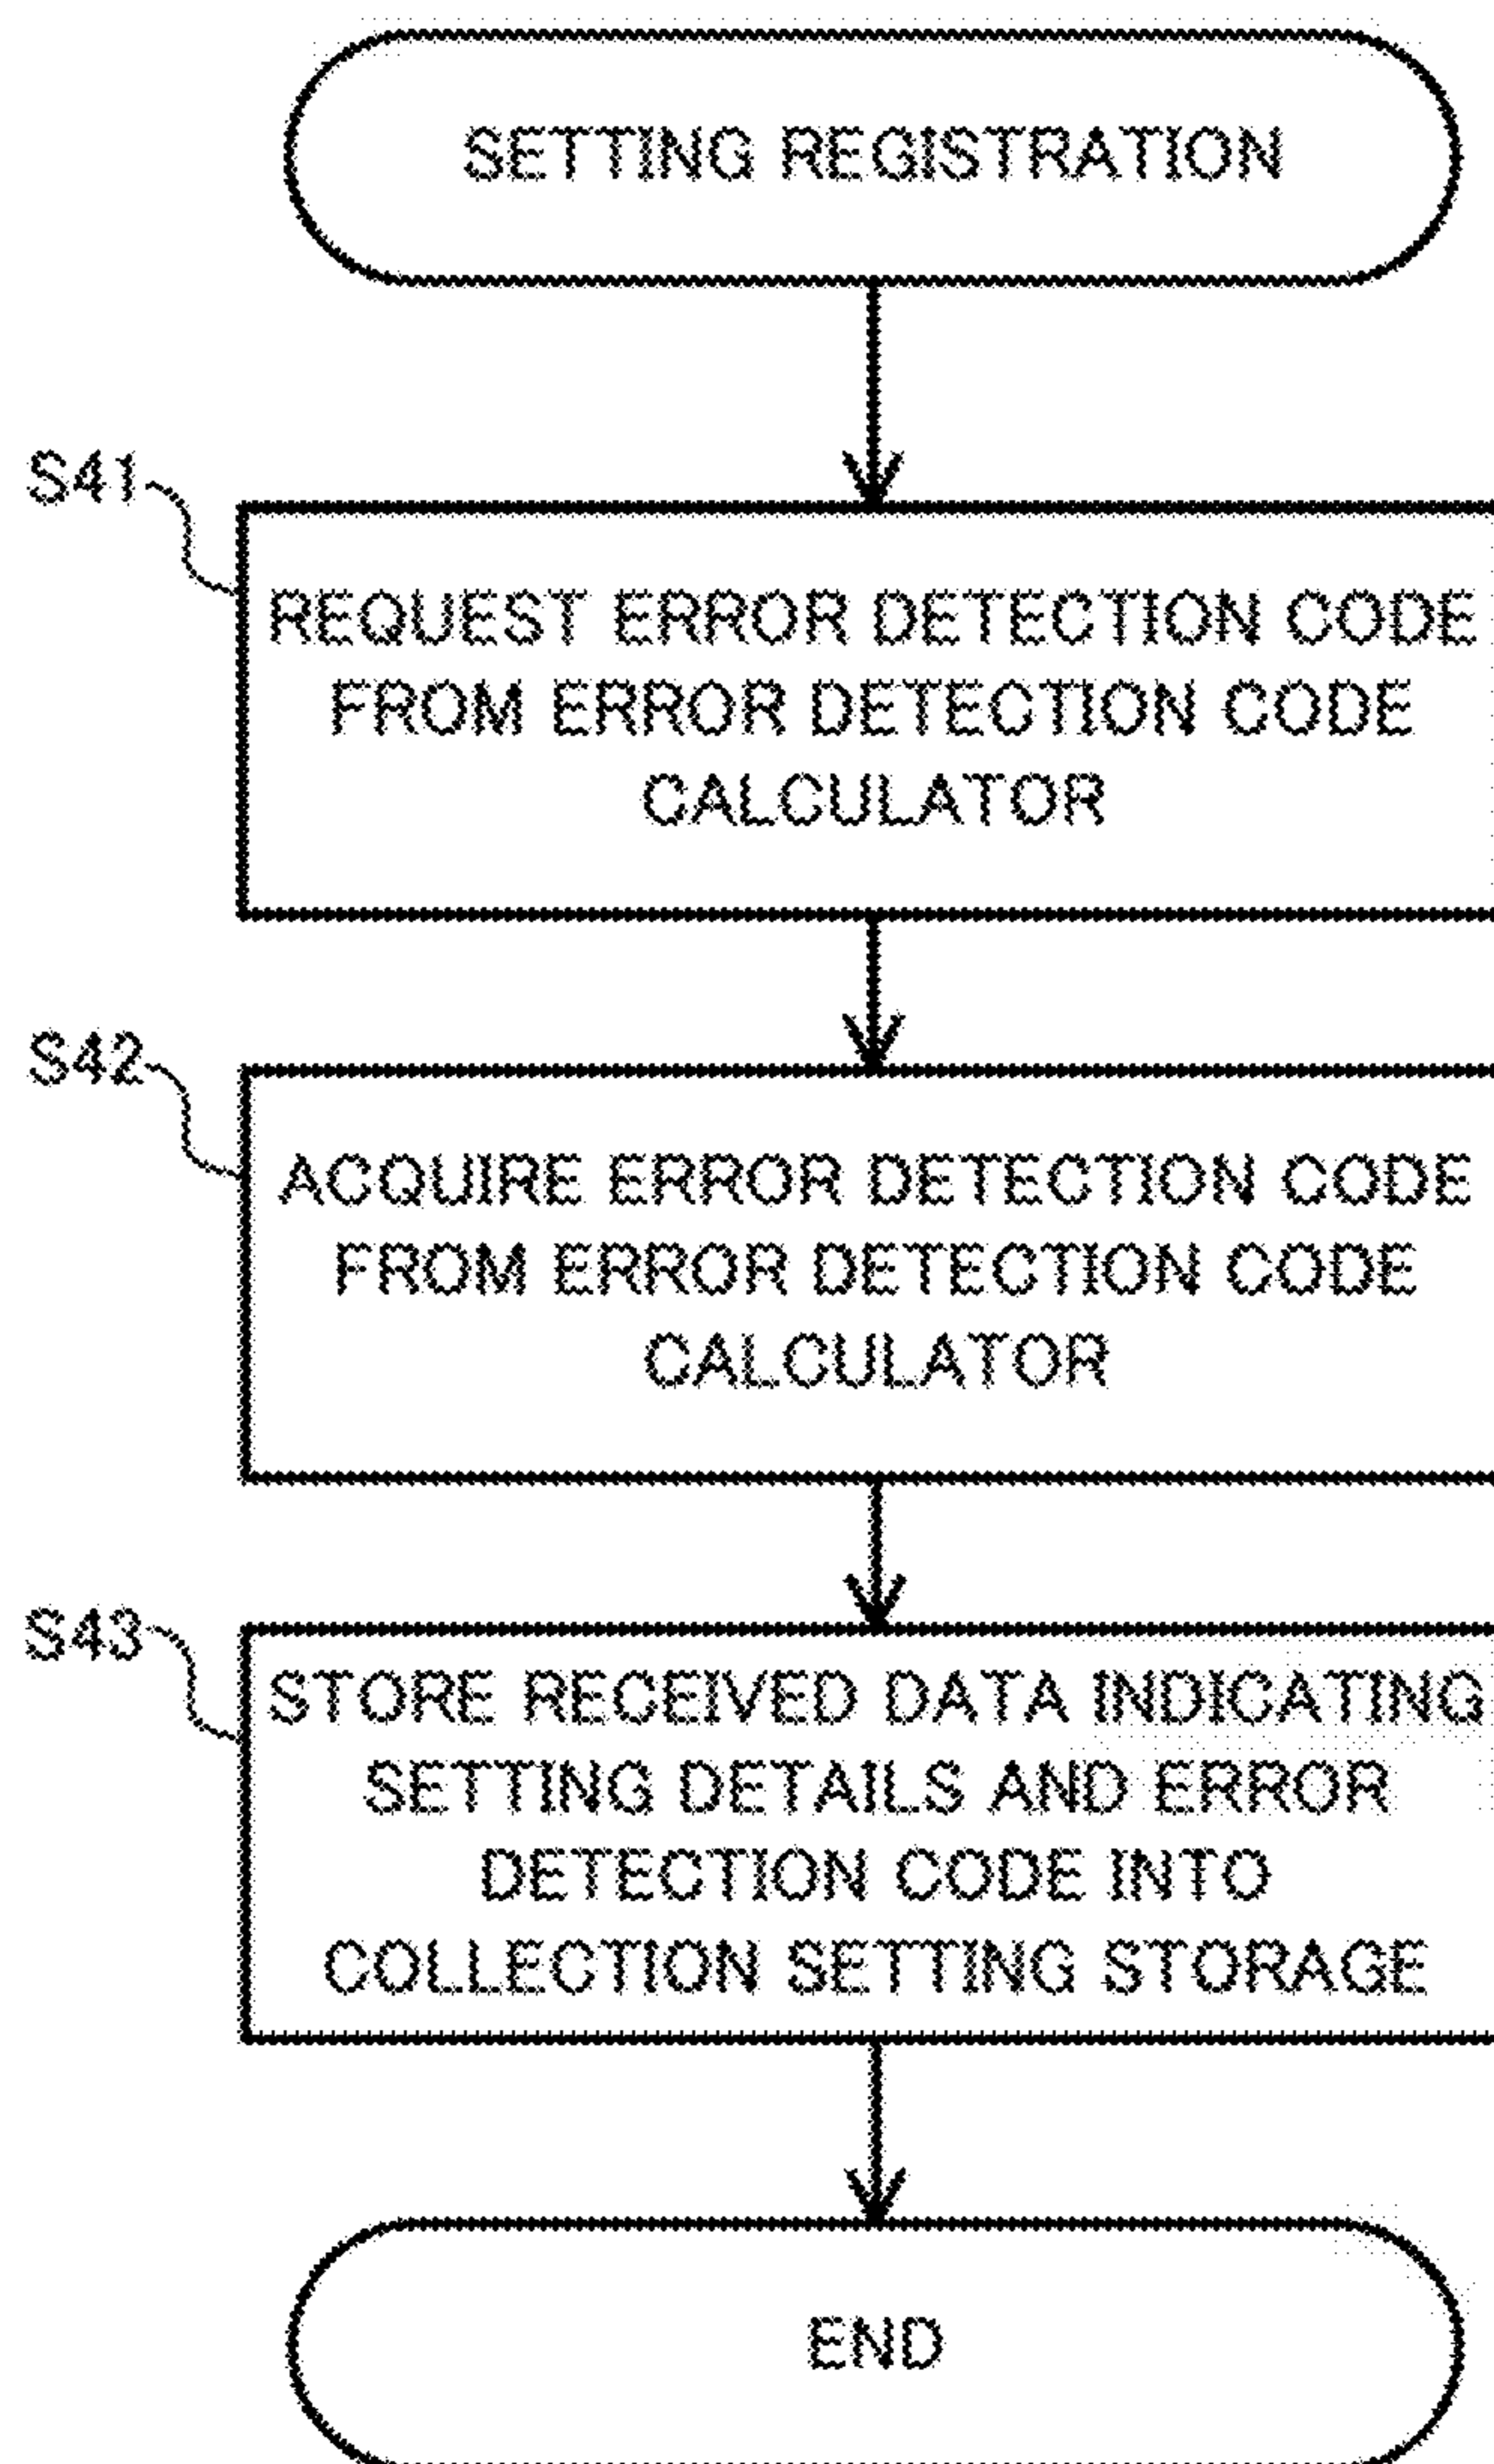 SETTING REGISTRATION
S41
REQUEST ERROR DETECTION CODE
FROM ERROR DETECTION CODE
CALCULATOR
S42
ACQUIRE ERROR DETECTION CODE
FROM ERROR DETECTION CODE
CALCULATOR
S43
STORE RECEIVED DATA INDICATING
SETTING DETAILS AND ERROR
DETECTION CODE INTO
COLLECTION SETTING STORAGE
END